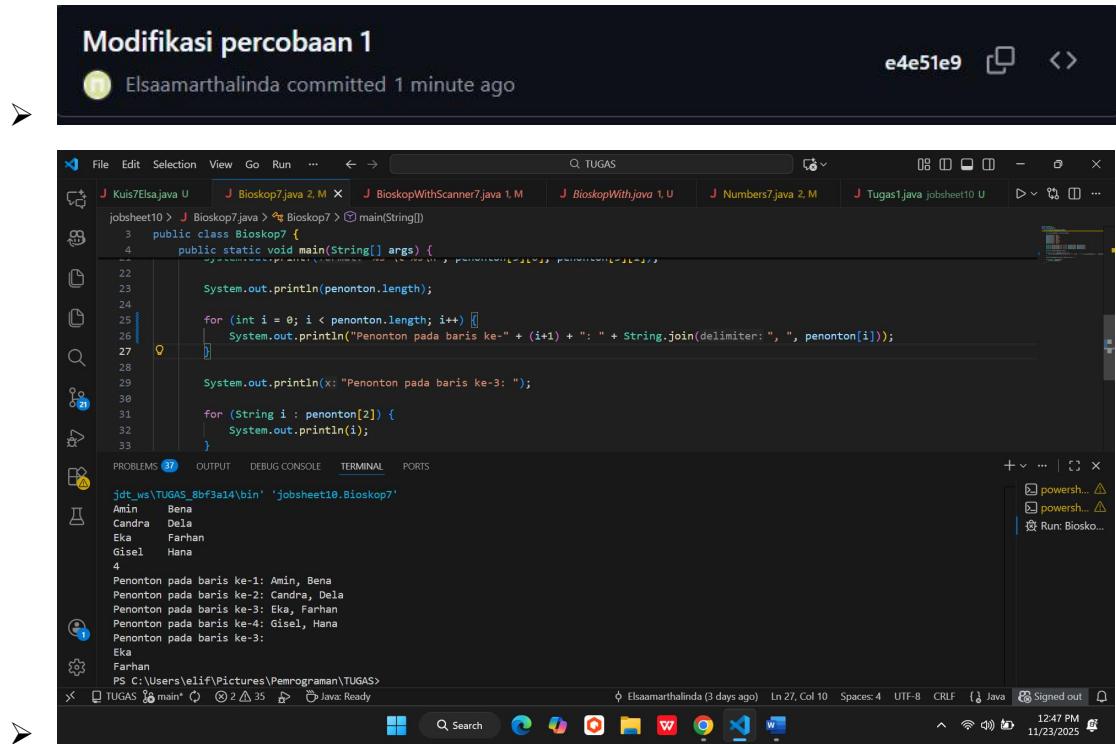 Modifikasi percobaan 1
Elsaamarthalinda committed 1 minute ago
e4e51e9
File Edit Selection View Go Run ... TUGAS
Kuis7Elsa.java U J Bioskop7.java 2, M J BioskopWithScanner7.java 1, M J BioskopWith.java 1, U J Numbers7.java 2, M J Tugas1.java jobsheet10 U
jobsheet10 > J Bioskop7.java > Bioskop7 > main(String[])
3 public class Bioskop7 {
4 public static void main(String[] args) {
22
23 System.out.println(penonton.length);
24
25 for (int i = 0; i < penonton.length; i++) {
26 System.out.println("Penonton pada baris ke-" + (i+1) + ": " + String.join(delimiter: ", ", penonton[i]));
27 }
28
29 System.out.println(x: "Penonton pada baris ke-3: ");
30
31 for (String i : penonton[2]) {
32 System.out.println(i);
33 }
PROBLEMS 37 OUTPUT DEBUG CONSOLE TERMINAL PORTS
jdt_ws\TUGAS_8bf3a14\bin' 'jobsheet10.Bioskop7'
Amin Bena
Candra Dela
Eka Farhan
Gisel Hana
4
Penonton pada baris ke-1: Amin, Bena
Penonton pada baris ke-2: Candra, Dela
Penonton pada baris ke-3: Eka, Farhan
Penonton pada baris ke-4: Gisel, Hana
Penonton pada baris ke-3:
Eka
Farhan
PS C:\Users\elif\Pictures\Pemrograman\TUGAS>
powersh...
powersh...
Run: Biosko...
21
1
TUGAS main* 2 35 Java: Ready Elsaamarthalinda (3 days ago) Ln 27, Col 10 Spaces: 4 UTF-8 CRLF {} Java Signed out
Search
12:47 PM
11/23/2025